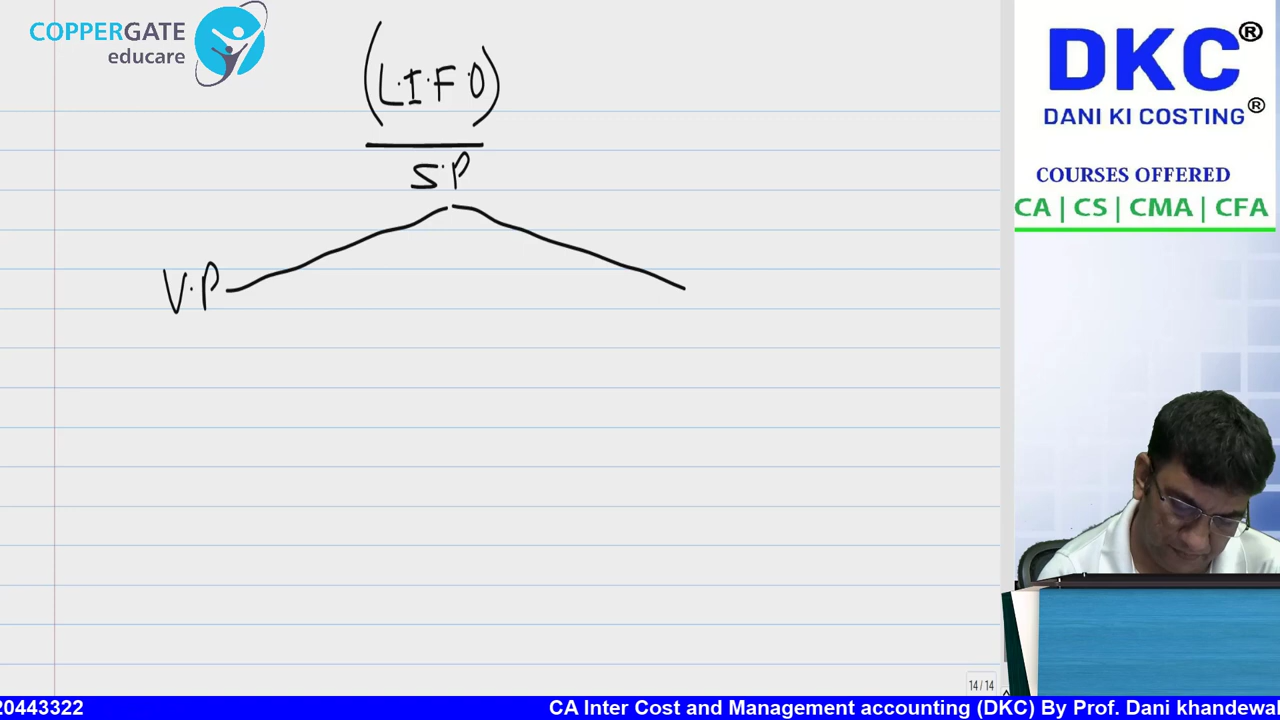 COPPERGATE
educare
(L.I.F.O)
S.P
V.P
DKC®
DANI KI COSTING®
COURSES OFFERED
CA | CS | CMA | CFA
14 / 14
20443322
CA Inter Cost and Management accounting (DKC) By Prof. Dani khandewal